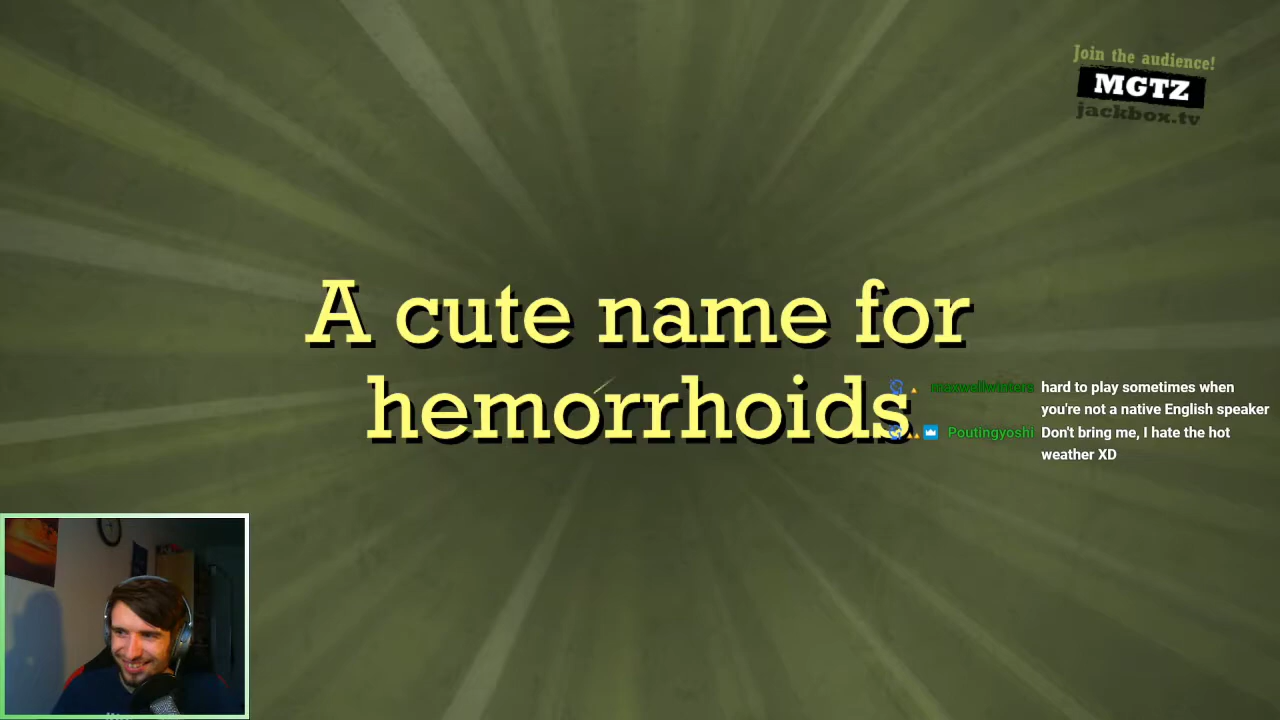 Join the audience!
MGTZ
jackbox.tv
A cute name for
hemorrhoids
maxwellwinters hard to play sometimes when
you're not a native English speaker
Poutingyoshi Don't bring me, I hate the hot
weather XD